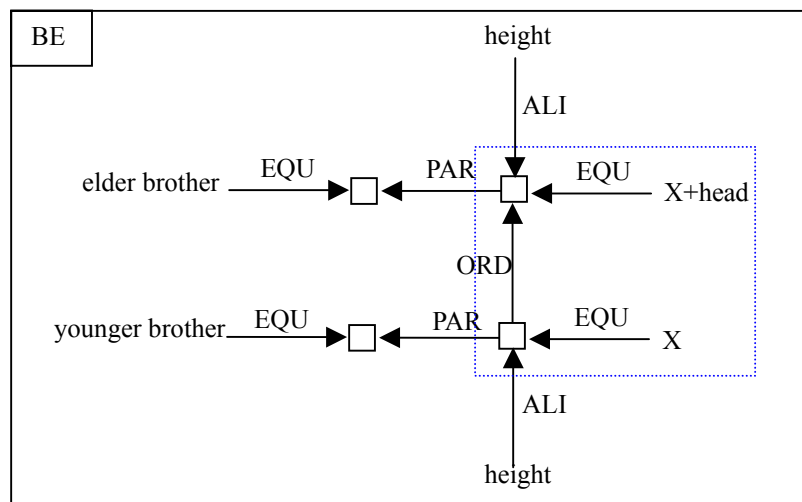 BE
height
ALI
elder brother EQU PAR EQU X+head
ORD
younger brother EQU PAR EQU X
ALI
height